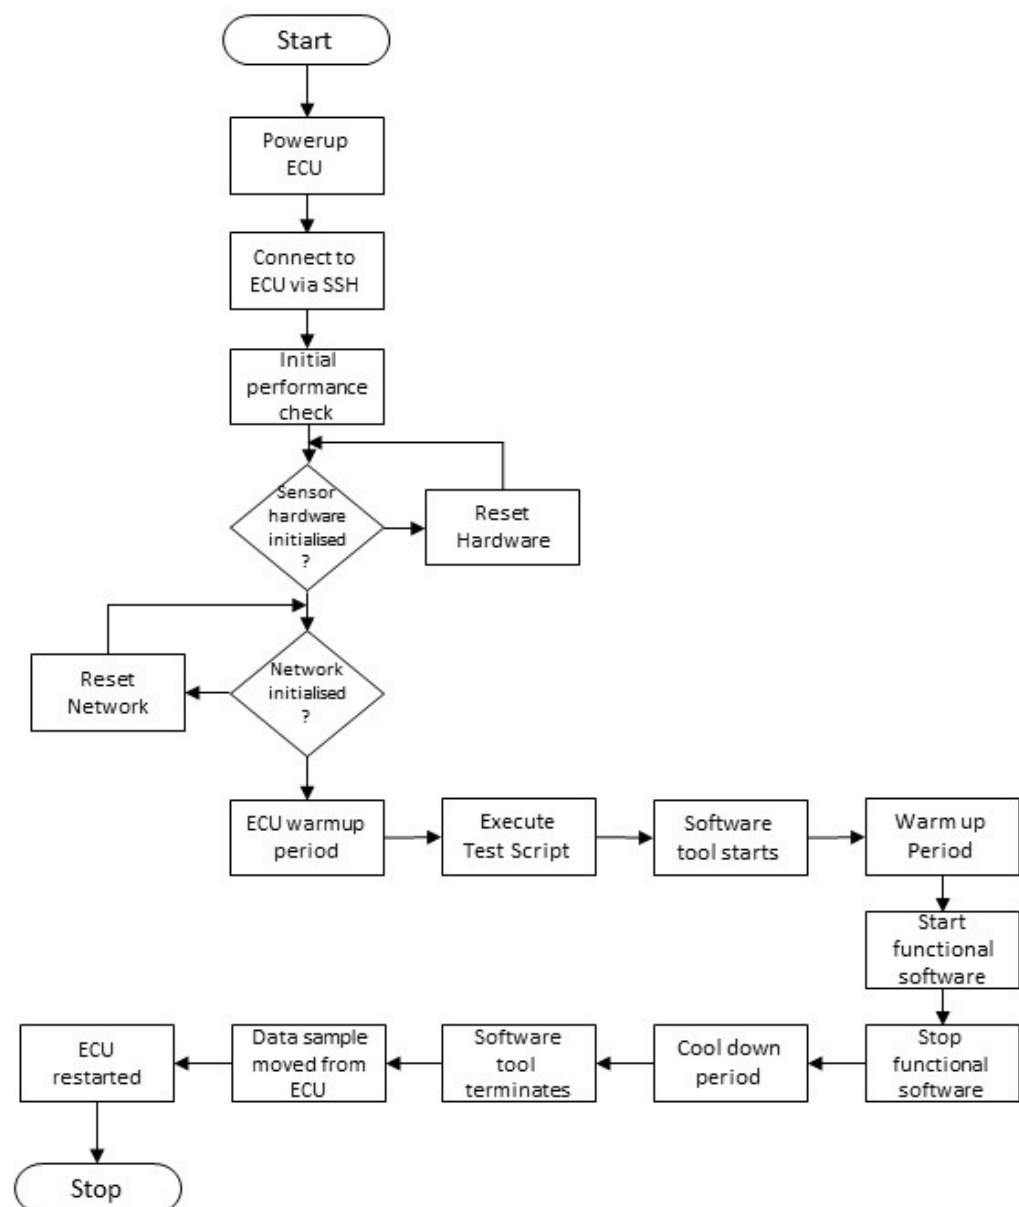 Start
Powerup
ECU
Connect to
ECU via SSH
Initial
performance
check
Sensor
hardware
initialised
?
Reset
Hardware
Network
initialised
?
Reset
Network
ECU warmup
period
Execute
Test Script
Software
tool starts
Warm up
Period
Start
functional
software
Stop
functional
software
Cool down
period
Software
tool
terminates
Data sample
moved from
ECU
ECU
restarted
Stop